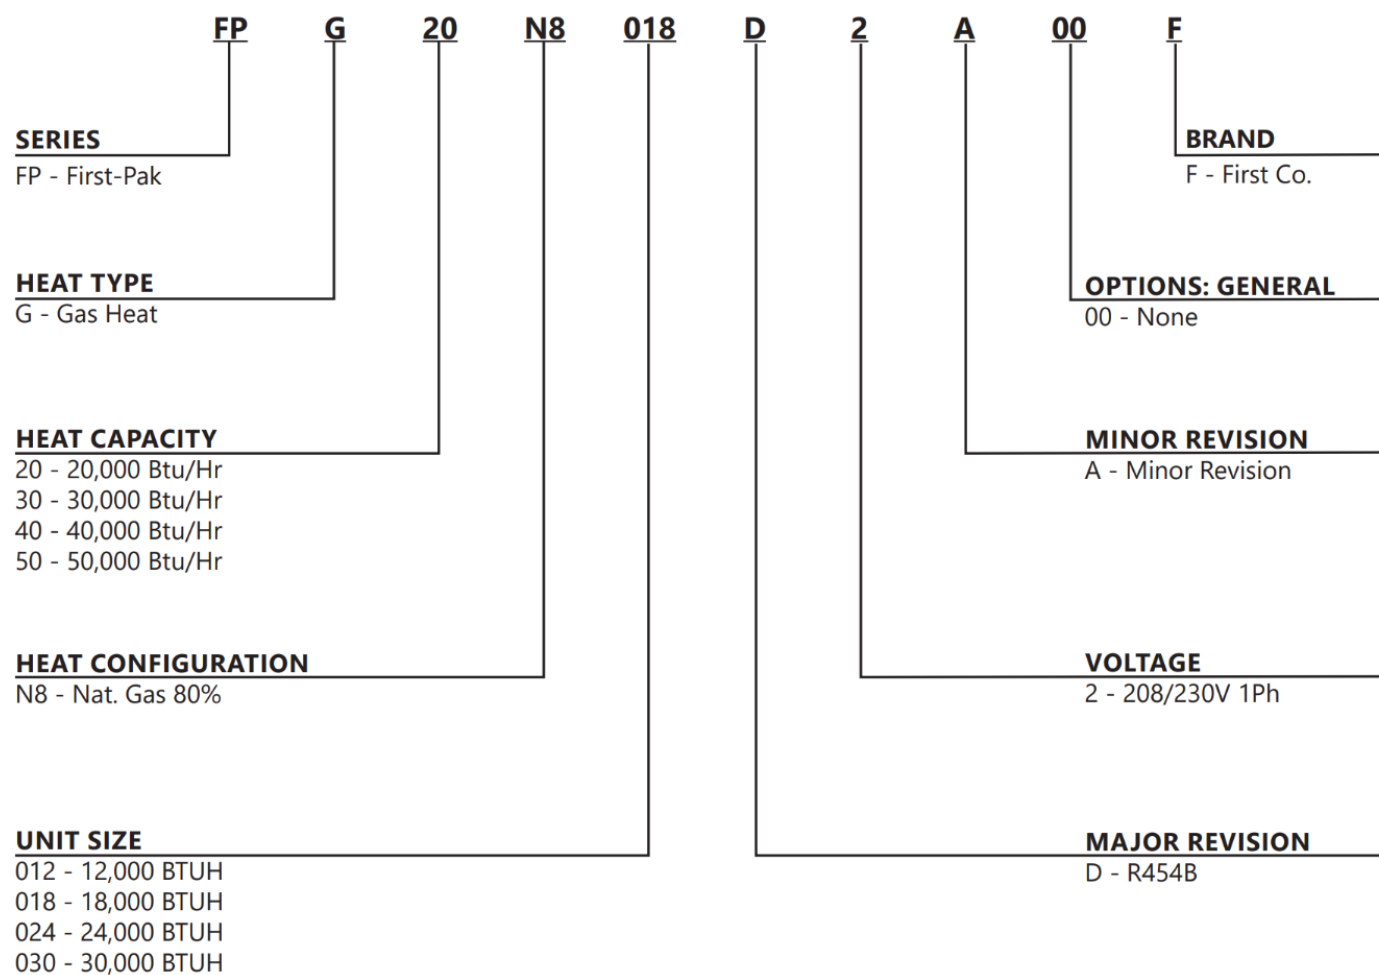 FP G 20 N8 018 D 2 A 00 F
SERIES
FP - First-Pak
BRAND
F - First Co.
HEAT TYPE
G - Gas Heat
OPTIONS: GENERAL
00 - None
HEAT CAPACITY
20 - 20,000 Btu/Hr
30 - 30,000 Btu/Hr
40 - 40,000 Btu/Hr
50 - 50,000 Btu/Hr
MINOR REVISION
A - Minor Revision
HEAT CONFIGURATION
N8 - Nat. Gas 80%
VOLTAGE
2 - 208/230V 1Ph
UNIT SIZE
012 - 12,000 BTUH
018 - 18,000 BTUH
024 - 24,000 BTUH
030 - 30,000 BTUH
MAJOR REVISION
D - R454B